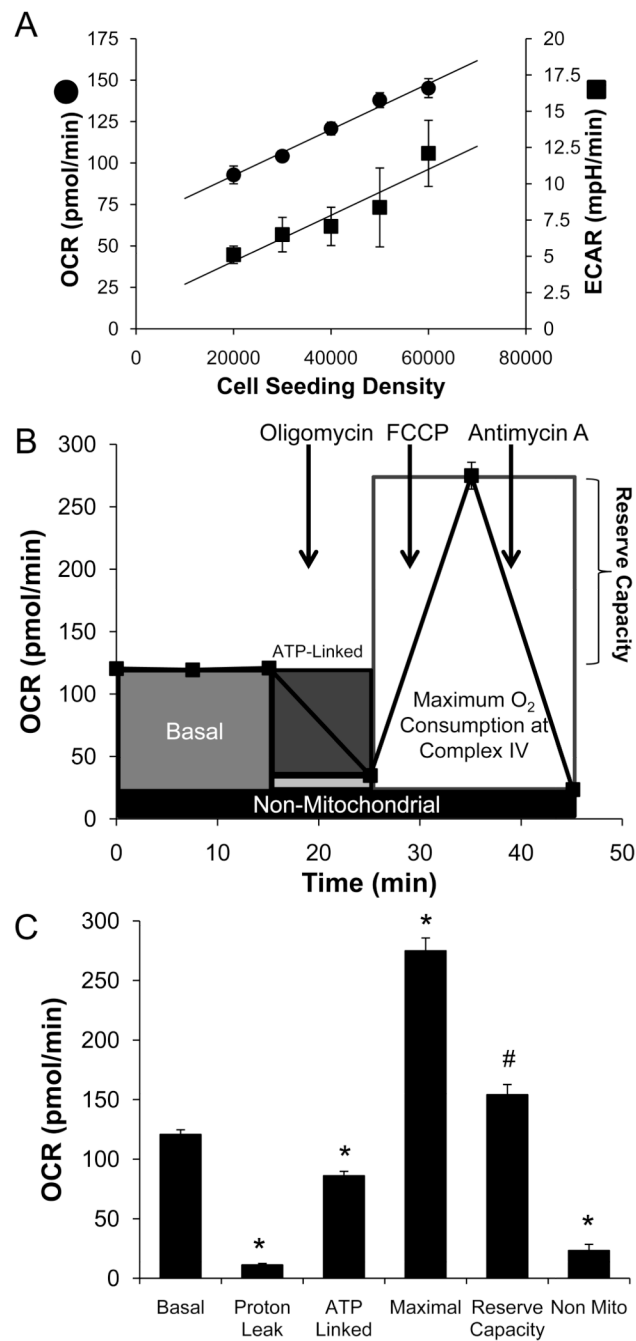 A
OCR (pmol/min)
175
150
125
100
75
50
25
0
20
17.5
15
12.5
10
7.5
5
2.5
0
ECAR (mpH/min)
0
20000
40000
60000
80000
Cell Seeding Density
B
Oligomycin
FCCP
Antimycin A
OCR (pmol/min)
300
250
200
150
100
50
0
Reserve Capacity
ATP-Linked
Basal
Maximum O₂
Consumption at
Complex IV
Non-Mitochondrial
0
10
20
30
40
50
Time (min)
C
OCR (pmol/min)
300
250
200
150
100
50
0
*
*
*
#
*
Basal
Proton
Leak
ATP
Linked
Maximal
Reserve
Capacity
Non Mito